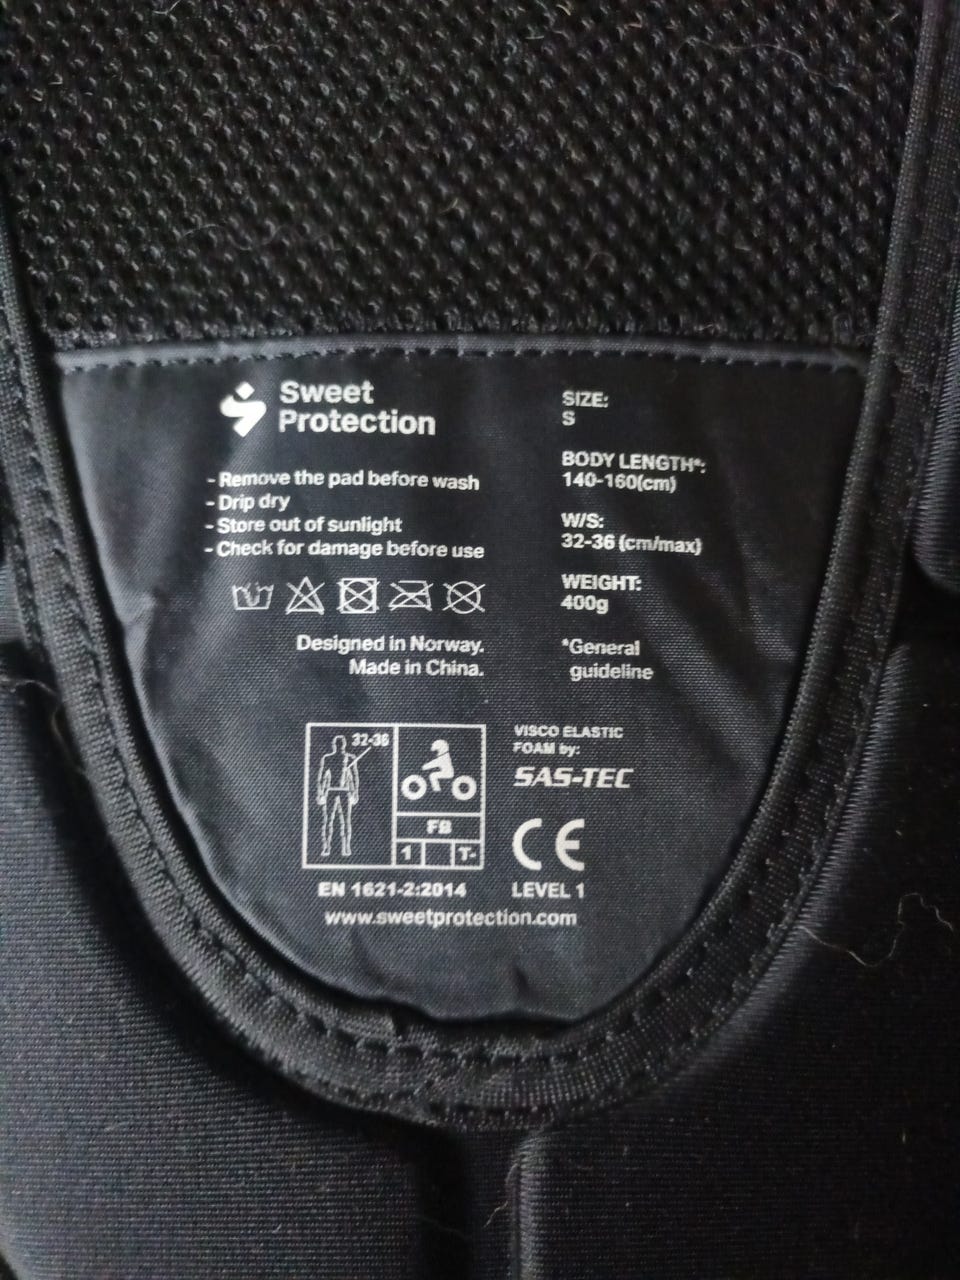 Sweet
Protection
- Remove the pad before wash
- Drip dry
- Store out of sunlight
- Check for damage before use
Designed in Norway.
Made in China.
SIZE:
S
BODY LENGTH*:
140-160(cm)
W/S:
32-36 (cm/max)
WEIGHT:
400g
*General
guideline
32-36
FB
1
T-
EN 1621-2:2014
VISCO ELASTIC
FOAM by:
SAS-TEC
CE
LEVEL 1
www.sweetprotection.com